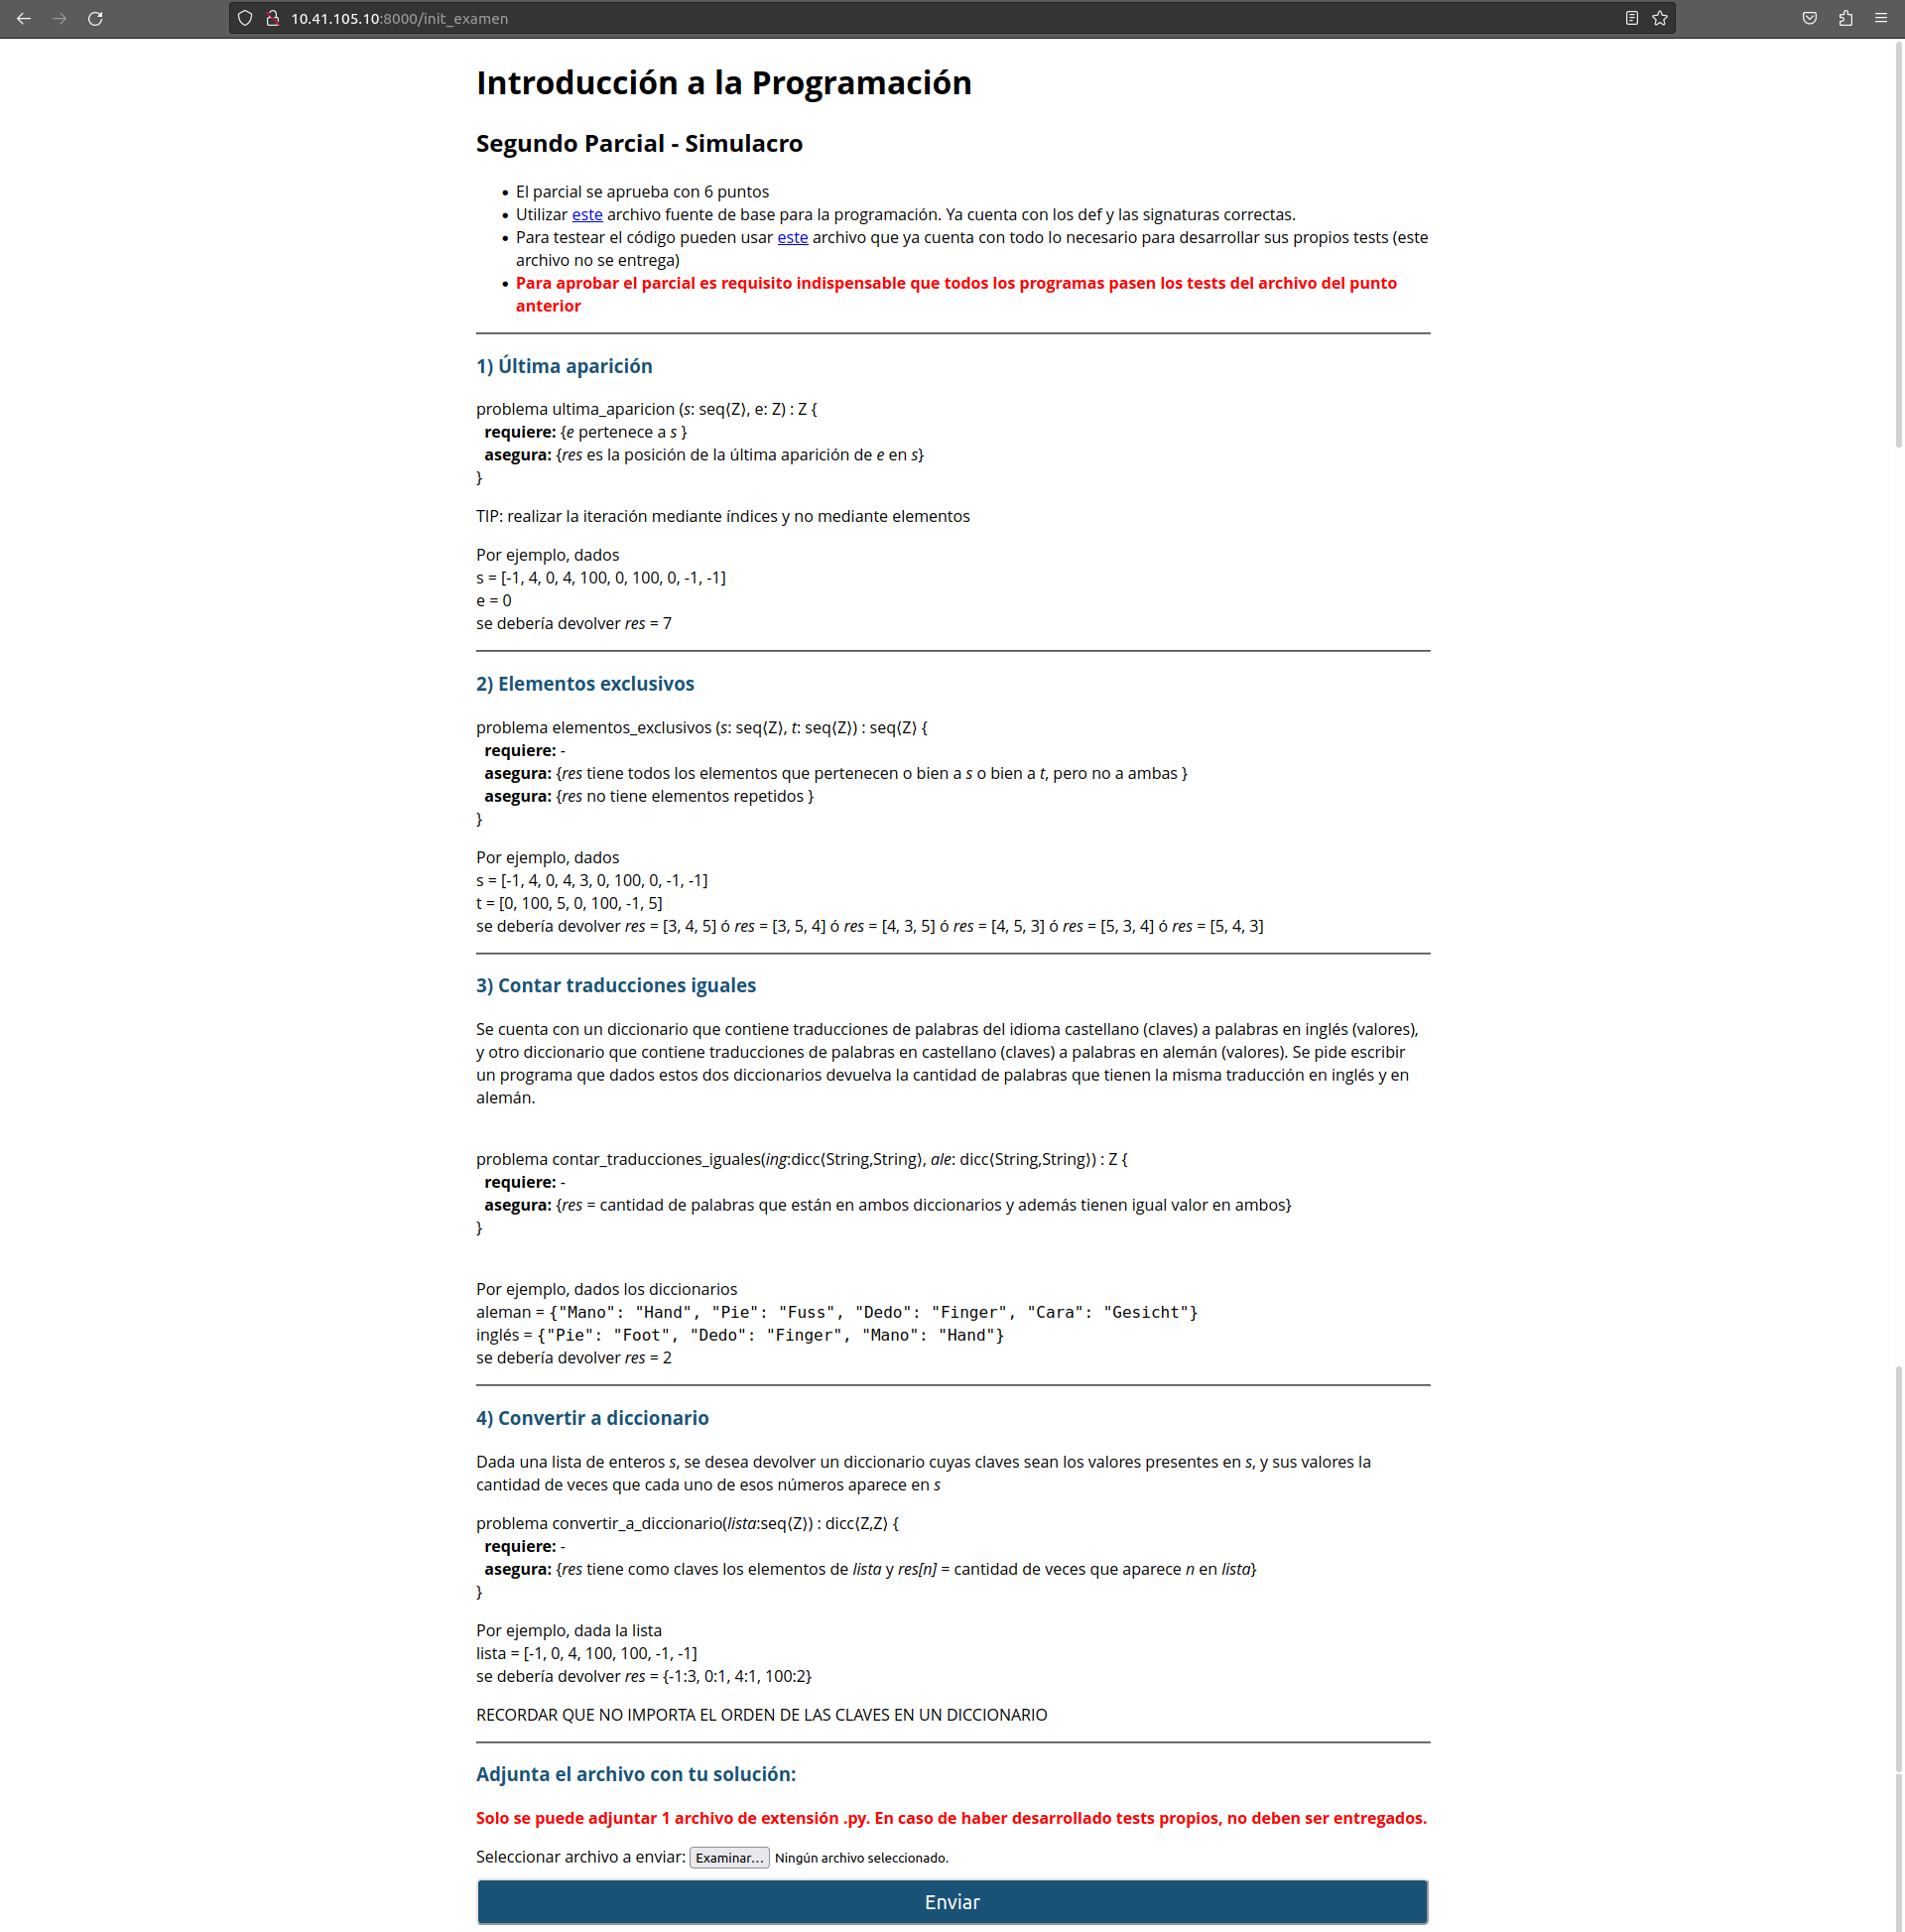 10.41.105.10:8000/init_examen
Introducción a la Programación
Segundo Parcial - Simulacro
• El parcial se aprueba con 6 puntos
• Utilizar este archivo fuente de base para la programación. Ya cuenta con los def y las signaturas correctas.
• Para testear el código pueden usar este archivo que ya cuenta con todo lo necesario para desarrollar sus propios tests (este
archivo no se entrega)
• Para aprobar el parcial es requisito indispensable que todos los programas pasen los tests del archivo del punto
anterior
1) Última aparición
problema ultima_aparicion (s: seq⟨Z⟩, e: Z) : Z {
requiere: {e pertenece a s }
asegura: {res es la posición de la última aparición de e en s}
}
TIP: realizar la iteración mediante índices y no mediante elementos
Por ejemplo, dados
s = [-1, 4, 0, 4, 100, 0, 100, 0, -1, -1]
e = 0
se debería devolver res = 7
2) Elementos exclusivos
problema elementos_exclusivos (s: seq⟨Z⟩, t: seq⟨Z⟩) : seq⟨Z⟩ {
requiere: -
asegura: {res tiene todos los elementos que pertenecen o bien a s o bien a t, pero no a ambas }
asegura: {res no tiene elementos repetidos }
}
Por ejemplo, dados
s = [-1, 4, 0, 4, 3, 0, 100, 0, -1, -1]
t = [0, 100, 5, 0, 100, -1, 5]
se debería devolver res = [3, 4, 5] ó res = [3, 5, 4] ó res = [4, 3, 5] ó res = [4, 5, 3] ó res = [5, 3, 4] ó res = [5, 4, 3]
3) Contar traducciones iguales
Se cuenta con un diccionario que contiene traducciones de palabras del idioma castellano (claves) a palabras en inglés (valores),
y otro diccionario que contiene traducciones de palabras en castellano (claves) a palabras en alemán (valores). Se pide escribir
un programa que dados estos dos diccionarios devuelva la cantidad de palabras que tienen la misma traducción en inglés y en
alemán.
problema contar_traducciones_iguales(ing:dicc⟨String,String⟩, ale: dicc⟨String,String⟩) : Z {
requiere: -
asegura: {res = cantidad de palabras que están en ambos diccionarios y además tienen igual valor en ambos}
}
Por ejemplo, dados los diccionarios
aleman = {"Mano": "Hand", "Pie": "Fuss", "Dedo": "Finger", "Cara": "Gesicht"}
inglés = {"Pie": "Foot", "Dedo": "Finger", "Mano": "Hand"}
se debería devolver res = 2
4) Convertir a diccionario
Dada una lista de enteros s, se desea devolver un diccionario cuyas claves sean los valores presentes en s, y sus valores la
cantidad de veces que cada uno de esos números aparece en s
problema convertir_a_diccionario(lista:seq⟨Z⟩) : dicc⟨Z,Z⟩ {
requiere: -
asegura: {res tiene como claves los elementos de lista y res[n] = cantidad de veces que aparece n en lista}
}
Por ejemplo, dada la lista
lista = [-1, 0, 4, 100, 100, -1, -1]
se debería devolver res = {-1:3, 0:1, 4:1, 100:2}
RECORDAR QUE NO IMPORTA EL ORDEN DE LAS CLAVES EN UN DICCIONARIO
Adjunta el archivo con tu solución:
Solo se puede adjuntar 1 archivo de extensión .py. En caso de haber desarrollado tests propios, no deben ser entregados.
Seleccionar archivo a enviar: Examinar... Ningún archivo seleccionado.
Enviar